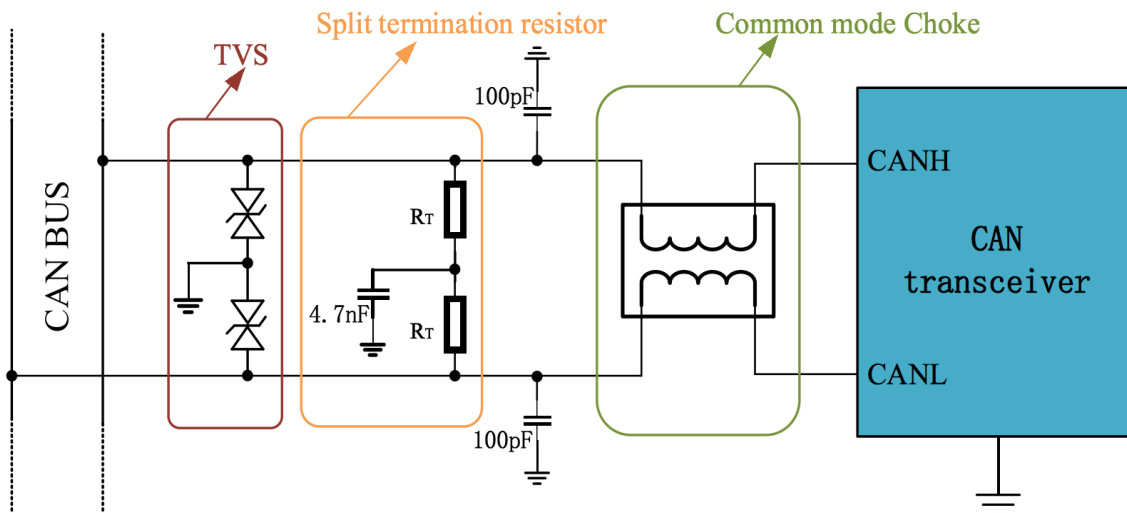 Split termination resistor
Common mode Choke
TVS
100pF
CAN BUS
CANH
RT
CAN
transceiver
4.7nF
RT
CANL
100pF